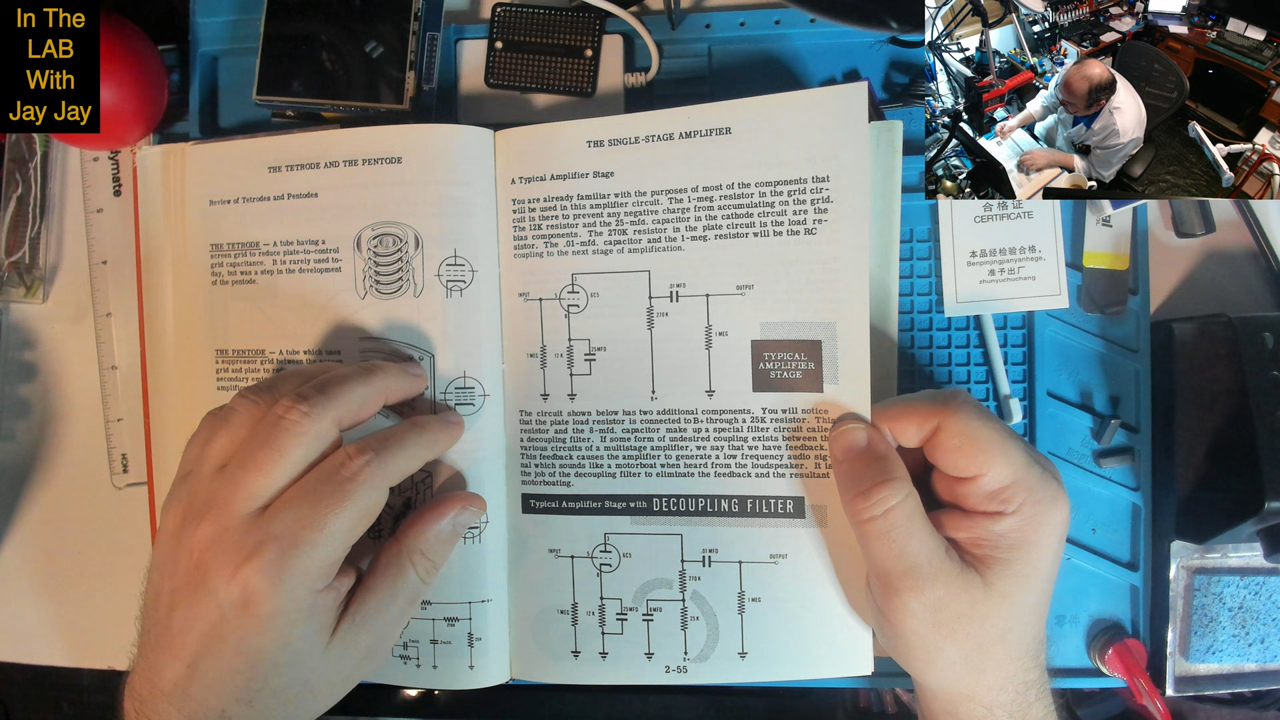 In The
LAB
With
Jay Jay
THE TETRODE AND THE PENTODE
Review of Tetrodes and Pentodes
THE TETRODE — A tube having a
screen grid to reduce plate-to-control
grid capacitance. It is rarely used to-
day, but was a step in the development
of the pentode.
THE PENTODE — A tube which uses
a suppressor grid between the screen
grid and plate to
secondary
THE SINGLE-STAGE AMPLIFIER
A Typical Amplifier Stage
You are already familiar with the purposes of most of the components that
will be used in this amplifier circuit. The 1-meg. resistor in the grid cir-
cuit is there to prevent any negative charge from accumulating on the grid.
The 12K resistor and the 25-mfd. capacitor in the cathode circuit are the
bias components. The 270K resistor in the plate circuit is the load re-
sistor. The .01-mfd. capacitor and the 1-meg. resistor will be the RC
coupling to the next stage of amplification.
INPUT
5
3
6C5
8
.01 MFD
OUTPUT
270 K
1 MEG
1 MEG
12 K
25MFD
B+
TYPICAL
AMPLIFIER
STAGE
The circuit shown below has two additional components. You will notice
that the plate load resistor is connected to B+ through a 25K resistor. This
resistor and the 8-mfd. capacitor make up a special filter circuit called
a decoupling filter. If some form of undesired coupling exists between the
various circuits of a multistage amplifier, we say that we have feedback.
This feedback causes the amplifier to generate a low frequency audio sig-
nal which sounds like a motorboat when heard from the loudspeaker. It is
the job of the decoupling filter to eliminate the feedback and the resultant
motorboating.
Typical Amplifier Stage with DECOUPLING FILTER
INPUT
5
3
6C5
8
.01 MFD
OUTPUT
270 K
1 MEG
12 K
25MFD
8MFD
25K
1 MEG
B+
2-55
合格证
CERTIFICATE
本品经检验合格,
Benpinjingjianyanhege,
准予出厂
zhunyuchuchang
零件